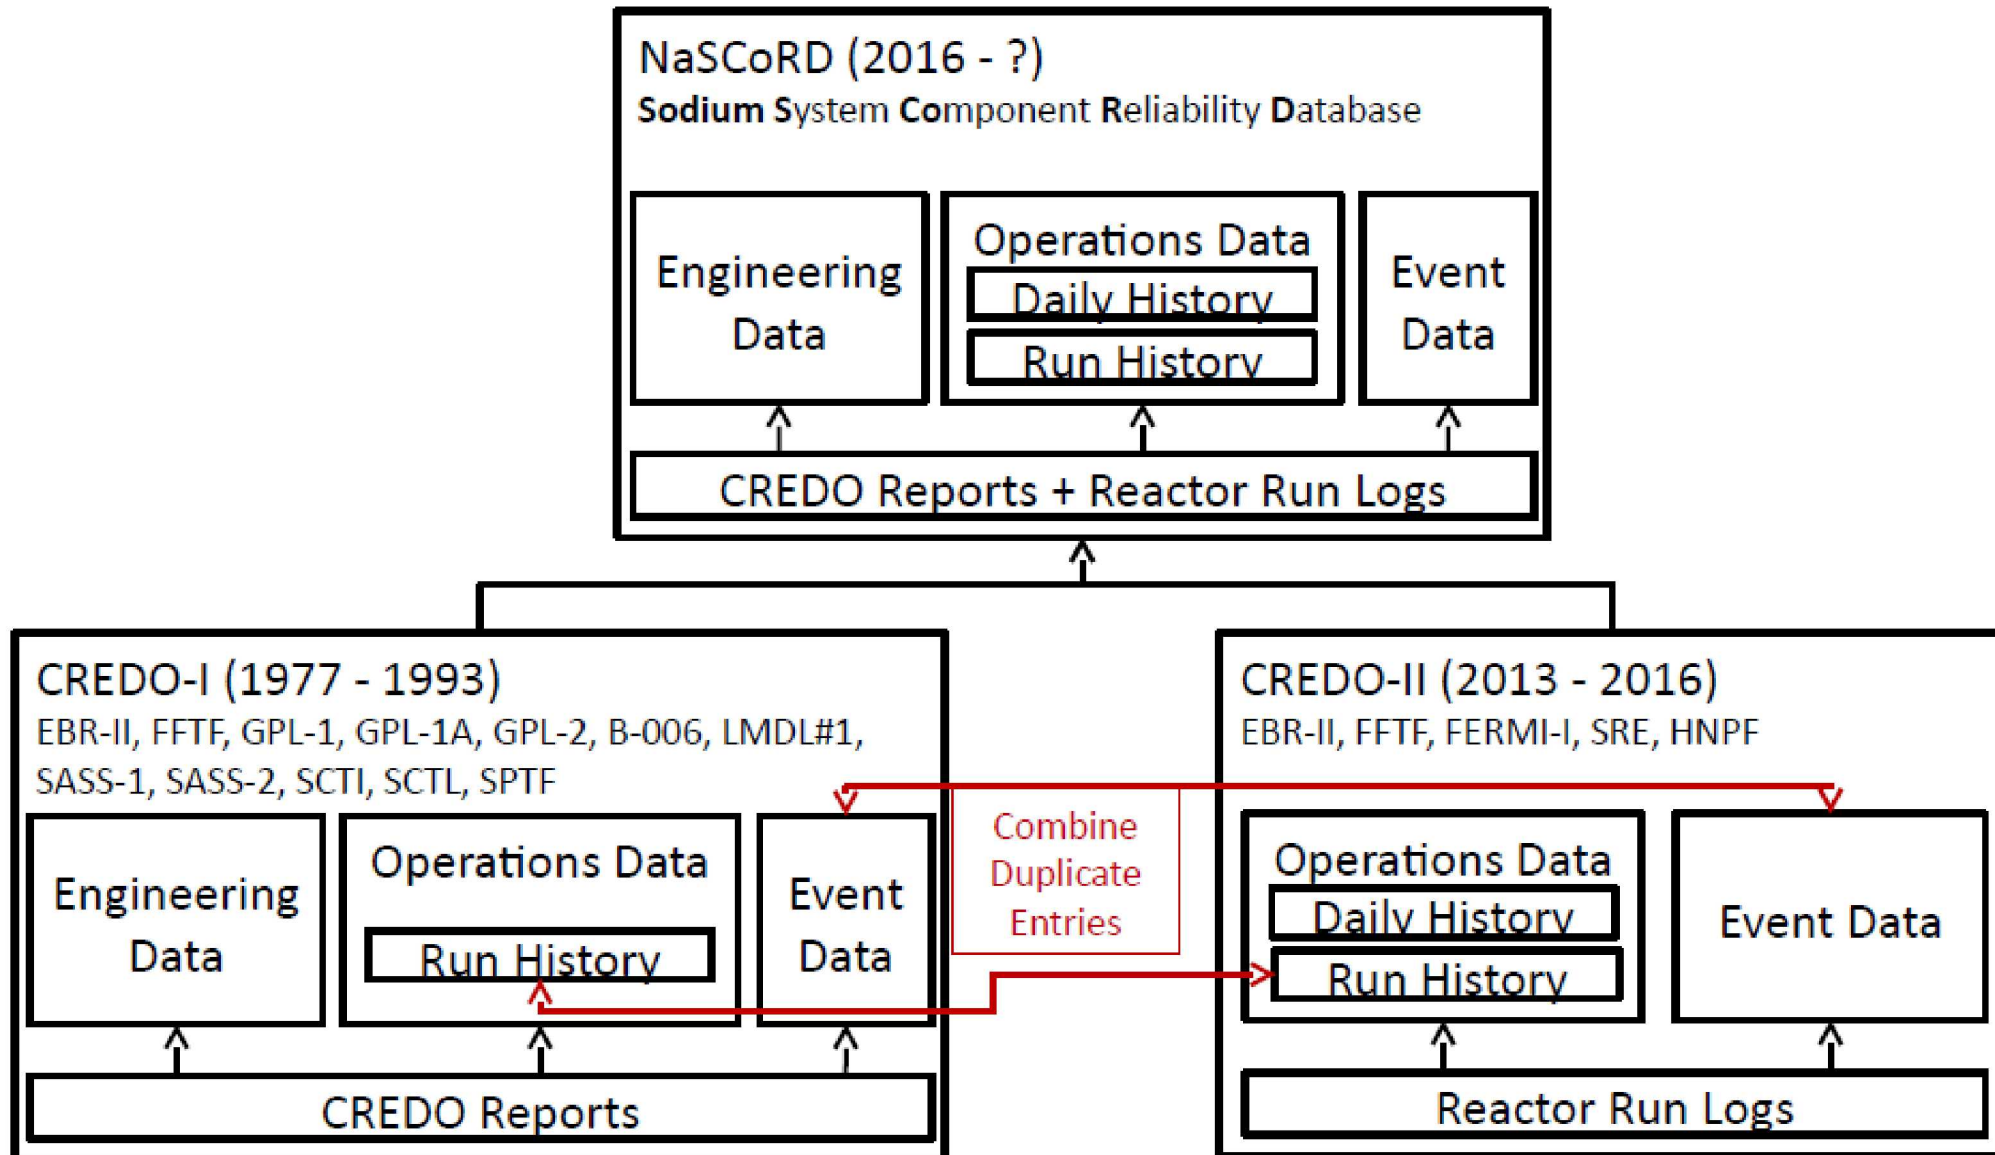 NaSCoRD (2016 - ?)
Sodium System Component Reliability Database
Engineering
Data
Operations Data
Daily History
Run History
Event
Data
CREDO Reports + Reactor Run Logs
CREDO-I (1977 - 1993)
EBR-II, FFTF, GPL-1, GPL-1A, GPL-2, B-006, LMDL#1,
SASS-1, SASS-2, SCTI, SCTL, SPTF
Engineering
Data
Operations Data
Run History
Event
Data
CREDO Reports
Combine
Duplicate
Entries
CREDO-II (2013 - 2016)
EBR-II, FFTF, FERMI-I, SRE, HNPF
Operations Data
Daily History
Run History
Event Data
Reactor Run Logs